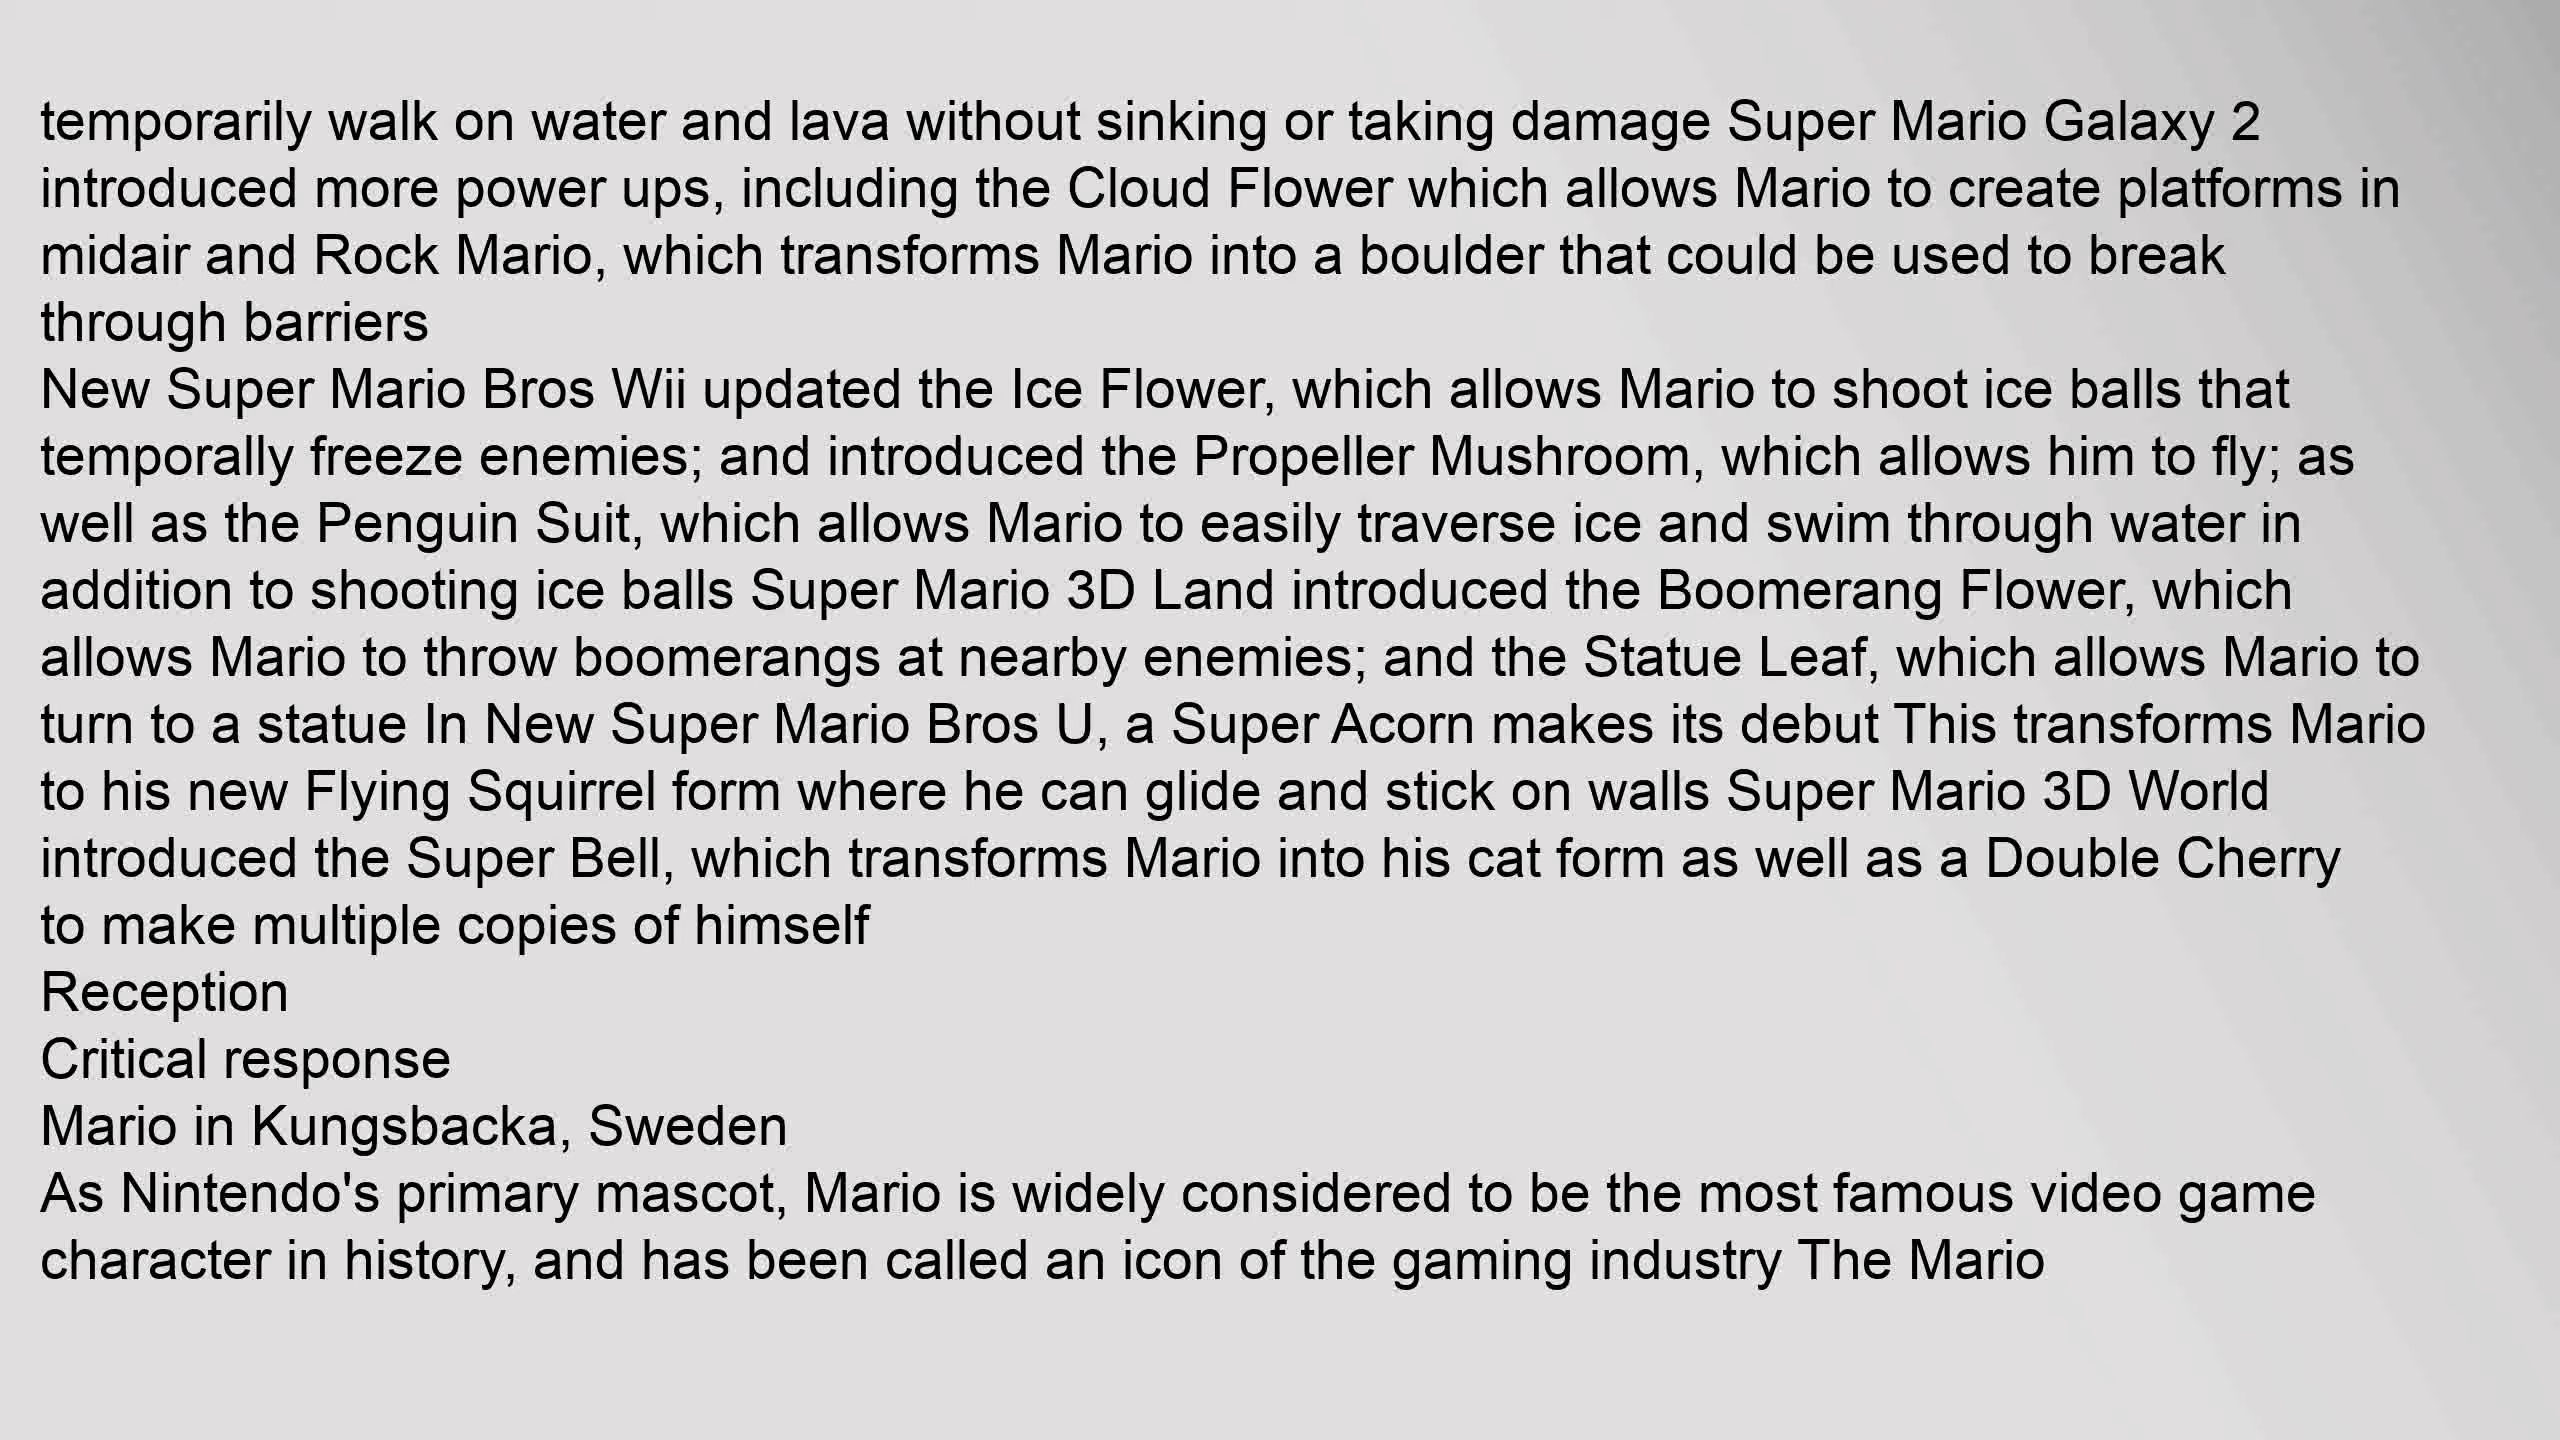 temporarily walk on water and lava without sinking or taking damage Super Mario Galaxy 2
introduced more power ups, including the Cloud Flower which allows Mario to create platforms in
midair and Rock Mario, which transforms Mario into a boulder that could be used to break
through barriers
New Super Mario Bros Wii updated the Ice Flower, which allows Mario to shoot ice balls that
temporally freeze enemies; and introduced the Propeller Mushroom, which allows him to fly; as
well as the Penguin Suit, which allows Mario to easily traverse ice and swim through water in
addition to shooting ice balls Super Mario 3D Land introduced the Boomerang Flower, which
allows Mario to throw boomerangs at nearby enemies; and the Statue Leaf, which allows Mario to
turn to a statue In New Super Mario Bros U, a Super Acorn makes its debut This transforms Mario
to his new Flying Squirrel form where he can glide and stick on walls Super Mario 3D World
introduced the Super Bell, which transforms Mario into his cat form as well as a Double Cherry
to make multiple copies of himself
Reception
Critical response
Mario in Kungsbacka, Sweden
As Nintendo's primary mascot, Mario is widely considered to be the most famous video game
character in history, and has been called an icon of the gaming industry The Mario